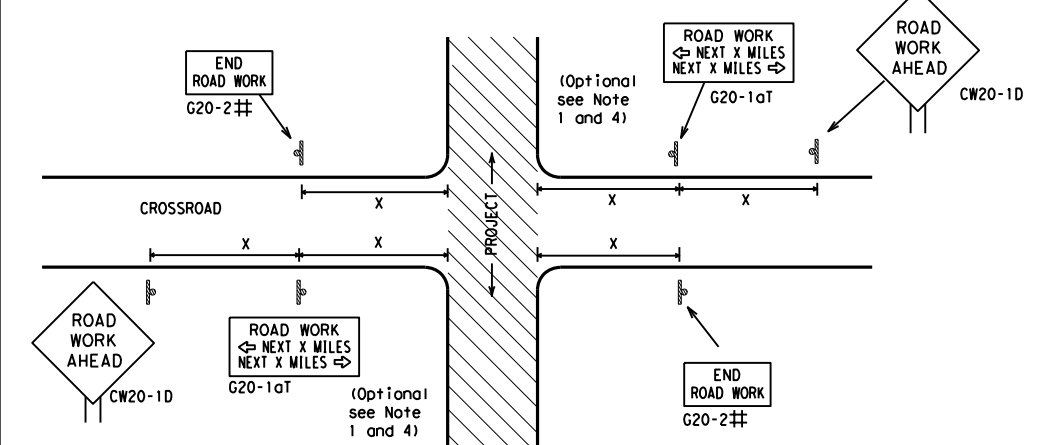 END
ROAD WORK
G20-2#
ROAD WORK
⇦ NEXT X MILES
NEXT X MILES ⇨
G20-1aT
(Optional
see Note
1 and 4)
ROAD
WORK
AHEAD
CW20-1D
X
X
X
CROSSROAD
PROJECT
X
X
X
ROAD
WORK
AHEAD
CW20-1D
ROAD WORK
⇦ NEXT X MILES
NEXT X MILES ⇨
G20-1aT
(Optional
see Note
1 and 4)
END
ROAD WORK
G20-2#